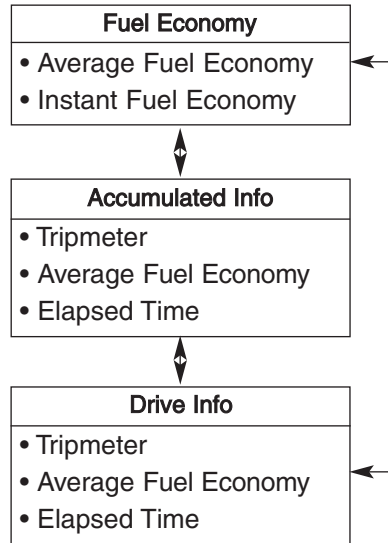 Fuel Economy
• Average Fuel Economy
• Instant Fuel Economy
Accumulated Info
• Tripmeter
• Average Fuel Economy
• Elapsed Time
Drive Info
• Tripmeter
• Average Fuel Economy
• Elapsed Time